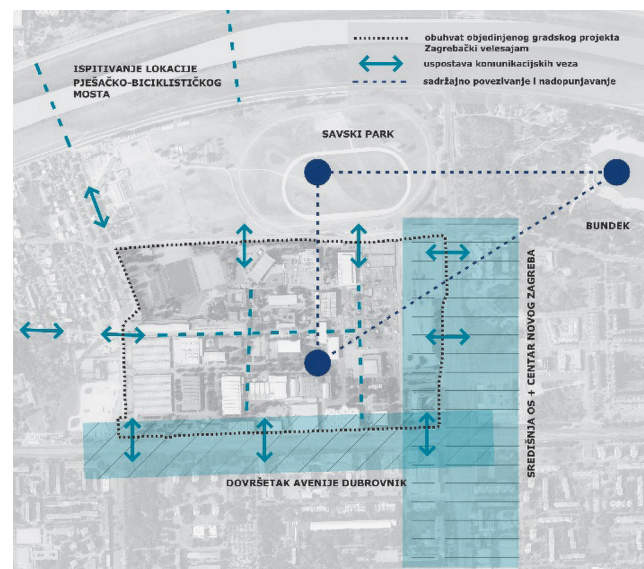 obuhvat objedinjenog gradskog projekta
Zagrebački velesajam
uspostava komunikacijskih veza
sadržajno povezivanje i nadopunjavanje
ISPITIVANJE LOKACIJE
PJEŠAČKO-BICIKLISTIČKOG
MOSTA
SAVSKI PARK
BUNDEK
SREDIŠNJA OS + CENTAR NOVOG ZAGREBA
DOVRŠETAK AVENIJE DUBROVNIK